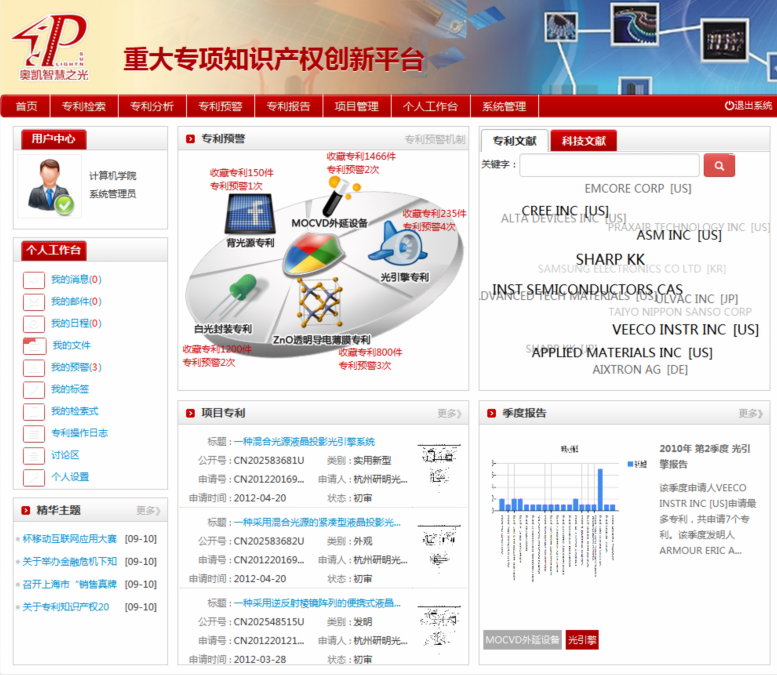 重大专项知识产权创新平台
奥凯智慧之光
首页 专利检索 专利分析 专利预警 专利报告 项目管理 个人工作台 系统管理 退出系统
用户中心
计算机学院
系统管理员
个人工作台
我的消息(0)
我的邮件(0)
我的日程(0)
我的文件
我的预警(3)
我的标签
我的检索式
专利操作日志
讨论区
个人设置
精华主题 更多》
杯移动互联网应用大赛 [09-10]
关于举办金融危机下知 [09-10]
召开上海市“销售真牌 [09-10]
关于专利知识产权20 [09-10]
专利预警 专利预警机制
收藏专利1466件
专利预警2次
收藏专利150件
专利预警1次
收藏专利235件
专利预警4次
MOCVD外延设备
背光源专利
光引擎专利
白光封装专利
ZnO透明导电薄膜专利
收藏专利1200件
专利预警2次
收藏专利800件
专利预警3次
专利文献 科技文献
关键字：
EMCORE CORP [US]
CREE INC [US]
ALTA DEVICES INC [US]
PRAXAIR TECHNOLOGY INC [US]
ASM INC [US]
SHARP KK
SAMSUNG ELECTRONICS CO LTD [KR]
INST SEMICONDUCTORS CAS
ADVANCED TECH MATERIALS [US]
ULVAC INC [JP]
TAIYO NIPPON SANSO CORP
VEECO INSTR INC [US]
SHARP KK [JP]
APPLIED MATERIALS INC [US]
AIXTRON AG [DE]
项目专利 更多》
标题：一种混合光源液晶投影光引擎系统
公开号：CN202583681U 类别：实用新型
申请号：CN201220169... 申请人：杭州研明光...
申请时间：2012-04-20 状态：初审
标题：一种采用混合光源的紧凑型液晶投影光...
公开号：CN202583682U 类别：外观
申请号：CN201220169... 申请人：杭州研明光...
申请时间：2012-04-20 状态：初审
标题：一种采用逆反射棱镜阵列的便携式液晶...
公开号：CN202548515U 类别：发明
申请号：CN201220121... 申请人：杭州研明光...
申请时间：2012-03-28 状态：初审
季度报告 更多》
2010年 第2季度 光引
擎报告
该季度申请人VEECO
INSTR INC [US]申请最
多专利，共申请7个专
利。该季度发明人
ARMOUR ERIC A...
MOCVD外延设备 光引擎